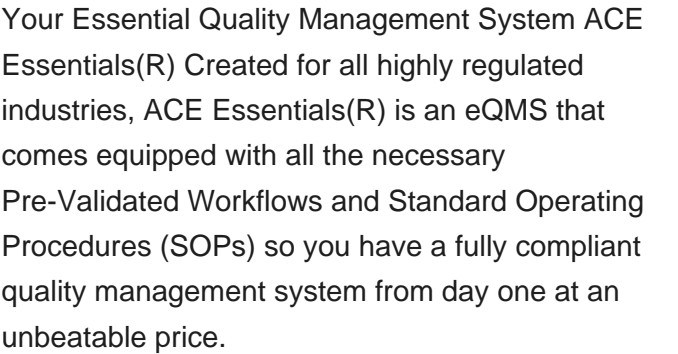 Your Essential Quality Management System ACE
Essentials(R) Created for all highly regulated
industries, ACE Essentials(R) is an eQMS that
comes equipped with all the necessary
Pre-Validated Workflows and Standard Operating
Procedures (SOPs) so you have a fully compliant
quality management system from day one at an
unbeatable price.